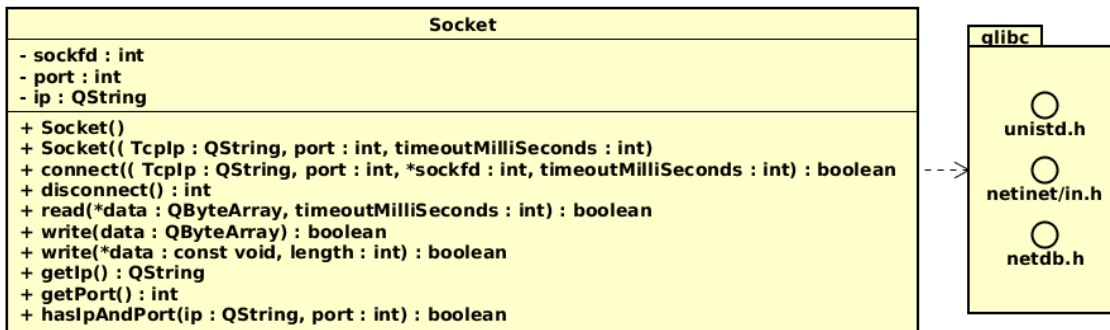 Socket
- sockfd : int
- port : int
- ip : QString
+ Socket()
+ Socket(( TcpIp : QString, port : int, timeoutMilliSeconds : int)
+ connect(( TcpIp : QString, port : int, *sockfd : int, timeoutMilliSeconds : int) : boolean
+ disconnect() : int
+ read(*data : QByteArray, timeoutMilliSeconds : int) : boolean
+ write(data : QByteArray) : boolean
+ write(*data : const void, length : int) : boolean
+ getIp() : QString
+ getPort() : int
+ hasIpAndPort(ip : QString, port : int) : boolean
glibc
unistd.h
netinet/in.h
netdb.h